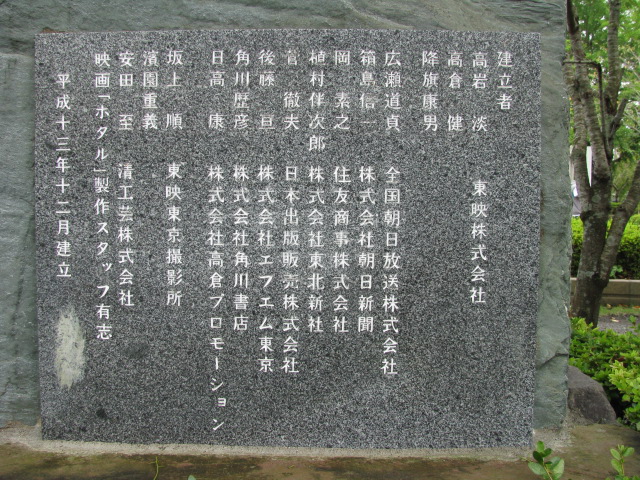 建立者
高岩 淡 東映株式会社
高倉 健
降旗康男
広瀬道貞 全国朝日放送株式会社
箱島信一 株式会社朝日新聞
岡 素之 住友商事株式会社
植村伴次郎 株式会社東北新社
菅 徹夫 日本出版販売株式会社
後藤 亘 株式会社エフエム東京
角川歴彦 株式会社角川書店
日高 康 株式会社高倉プロモーション
坂上 順 東映東京撮影所
濱園重義
安田 至 清工芸株式会社
映画「ホタル」製作スタッフ有志
平成十三年十二月建立